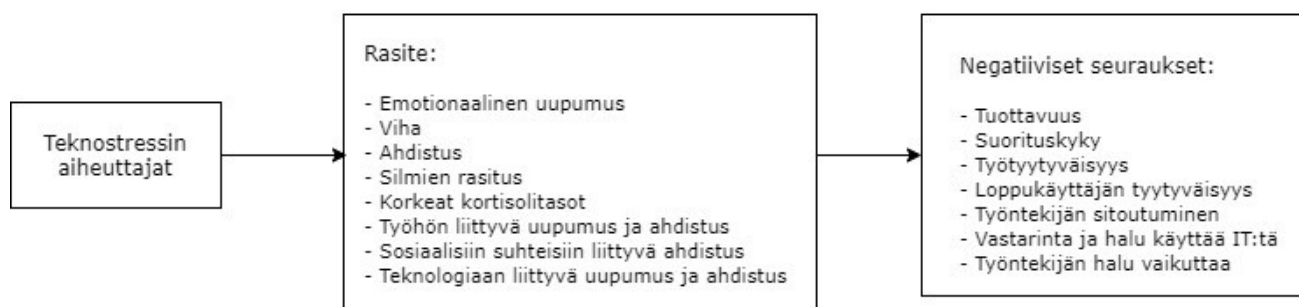 Teknostressin
aiheuttajat
Rasite:
- Emotionaalinen uupumus
- Viha
- Ahdistus
- Silmien rasitus
- Korkeat kortisolitasot
- Työhön liittyvä uupumus ja ahdistus
- Sosiaalisiin suhteisiin liittyvä ahdistus
- Teknologiaan liittyvä uupumus ja ahdistus
Negatiiviset seuraukset:
- Tuottavuus
- Suorituskyky
- Työtyytyväisyys
- Loppukäyttäjän tyytyväisyys
- Työntekijän sitoutuminen
- Vastarinta ja halu käyttää IT:tä
- Työntekijän halu vaikuttaa